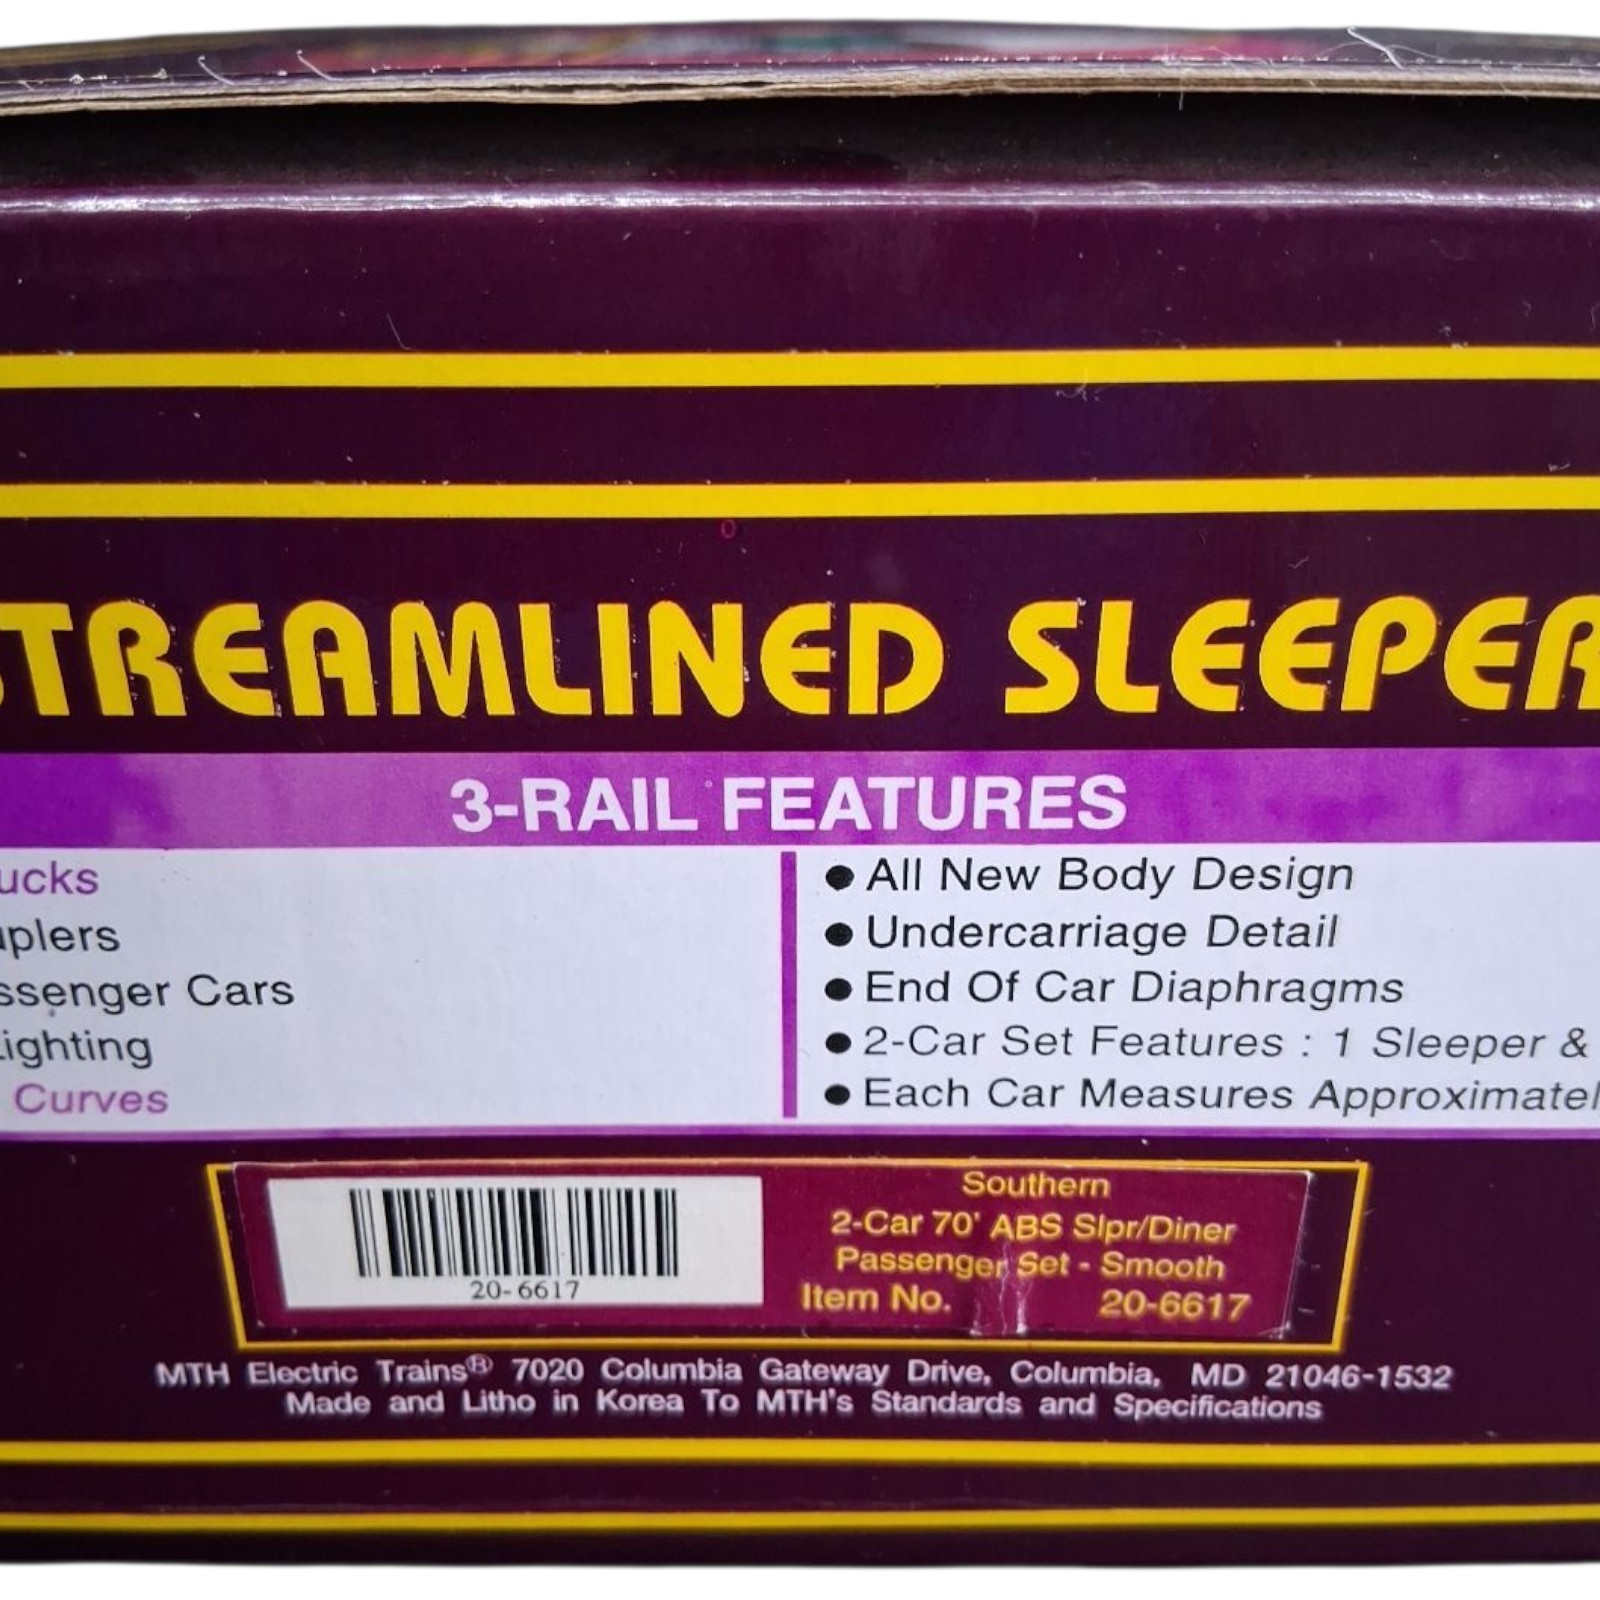 STREAMLINED SLEEPER
3-RAIL FEATURES
ucks
uplers
ssenger Cars
Lighting
Curves
● All New Body Design
● Undercarriage Detail
● End Of Car Diaphragms
● 2-Car Set Features : 1 Sleeper &
● Each Car Measures Approximatel
20-6617
Southern
2-Car 70' ABS Slpr/Diner
Passenger Set - Smooth
Item No. 20-6617
MTH Electric Trains® 7020 Columbia Gateway Drive, Columbia, MD 21046-1532
Made and Litho in Korea To MTH's Standards and Specifications